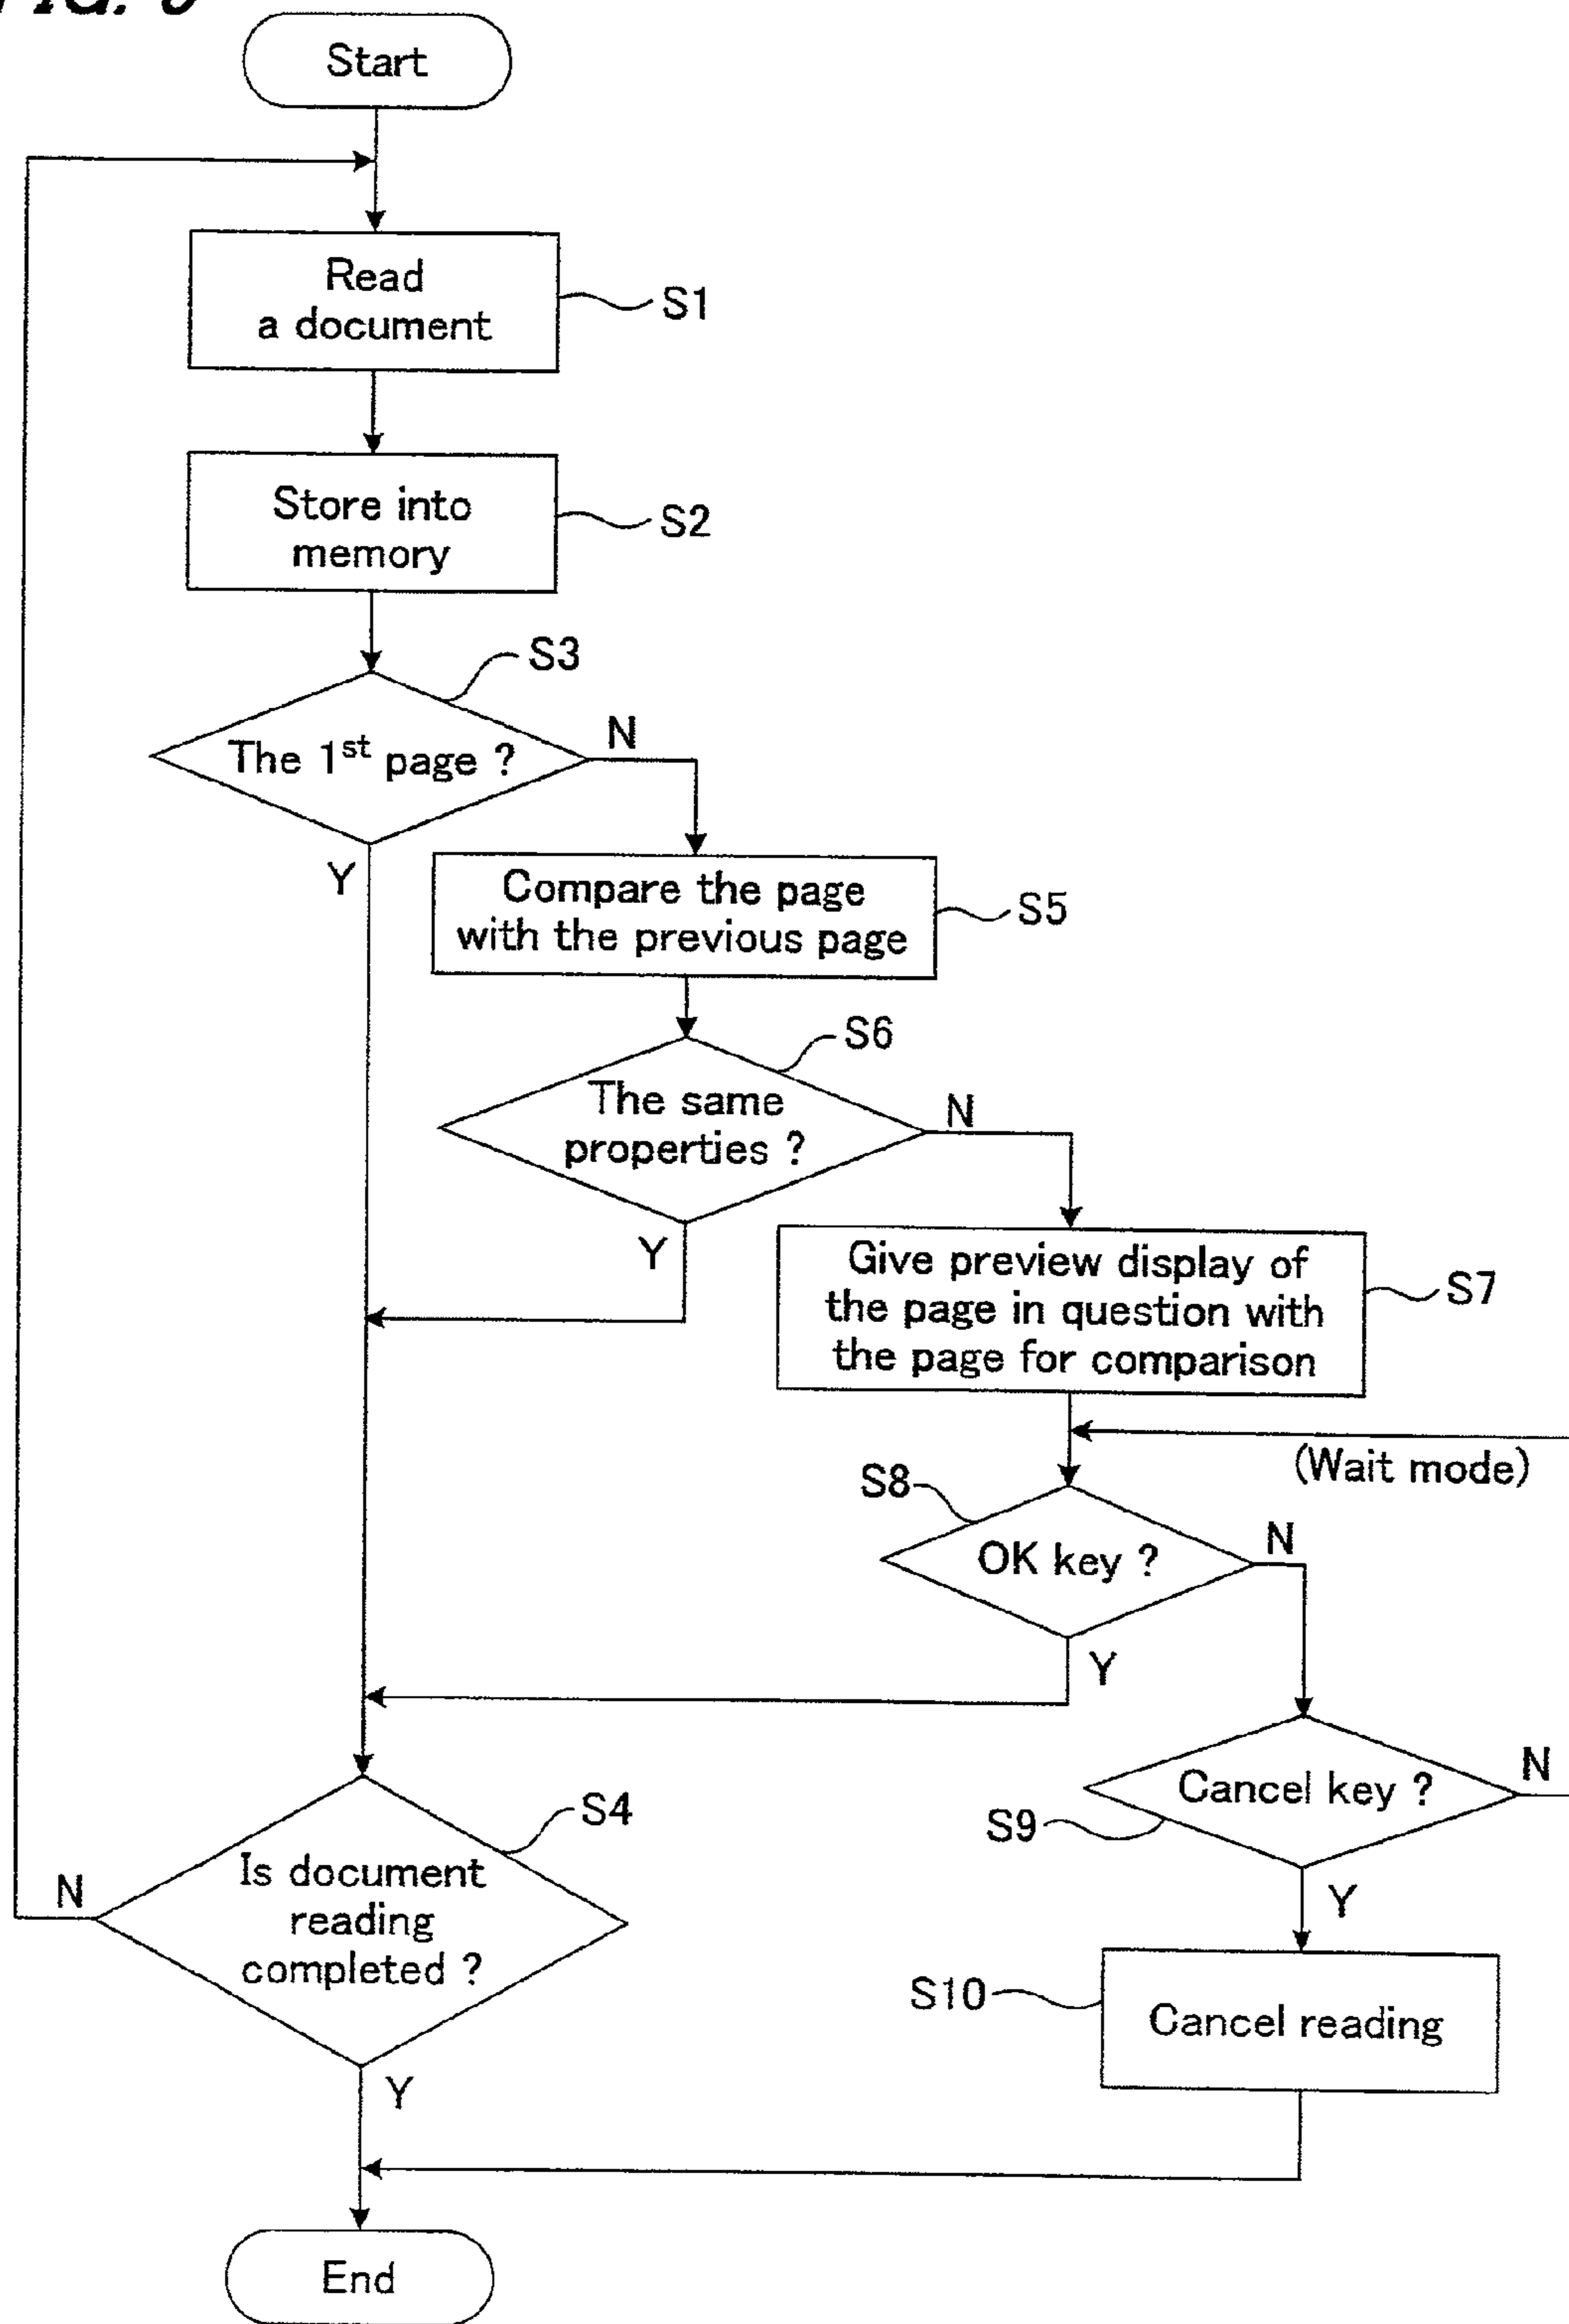 FIG.
Start
Read
a document
S1
Store into
memory
S2
S3
The 1st page ?
N
Y
Compare the page
with the previous page
S5
S6
The same
properties ?
N
Y
Give preview display of
the page in question with
the page for comparison
S7
(Wait mode)
S8
OK key ?
N
Y
Cancel key ?
N
S9
Y
S4
Is document
reading
completed ?
N
Y
S10
Cancel reading
End